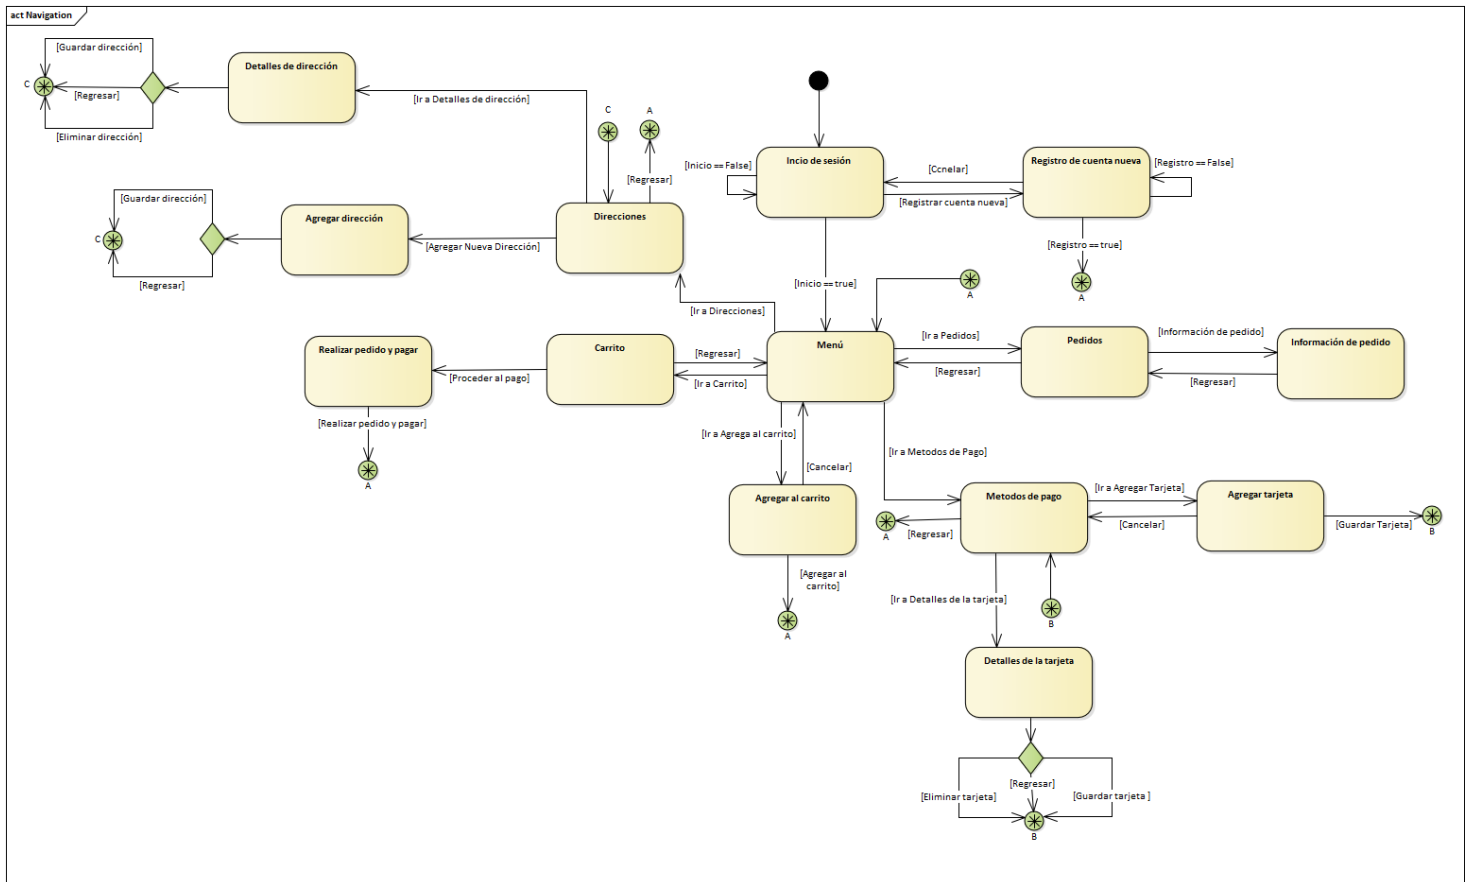 act Navigation
[Guardar dirección]
Detalles de dirección
C
[Regresar]
[Ir a Detalles de dirección]
[Eliminar dirección]
C
A
[Regresar]
Incio de sesión
[Inicio == False]
[Ccnelar]
[Registrar cuenta nueva]
Registro de cuenta nueva
[Registro == False]
[Registro == true]
A
[Guardar dirección]
Agregar dirección
C
[Regresar]
[Agregar Nueva Dirección]
Direcciones
[Inicio == true]
A
[Ir a Direcciones]
Realizar pedido y pagar
Carrito
[Regresar]
Menú
[Ir a Pedidos]
Pedidos
[Información de pedido]
Información de pedido
[Proceder al pago]
[Ir a Carrito]
[Regresar]
[Regresar]
[Realizar pedido y pagar]
A
[Ir a Agrega al carrito]
[Cancelar]
[Ir a Metodos de Pago]
Agregar al carrito
Metodos de pago
[Ir a Agregar Tarjeta]
Agregar tarjeta
A
[Regresar]
[Cancelar]
[Guardar Tarjeta]
B
[Agregar al
carrito]
A
[Ir a Detalles de la tarjeta]
B
Detalles de la tarjeta
[Regresar]
[Eliminar tarjeta]
[Guardar tarjeta ]
B